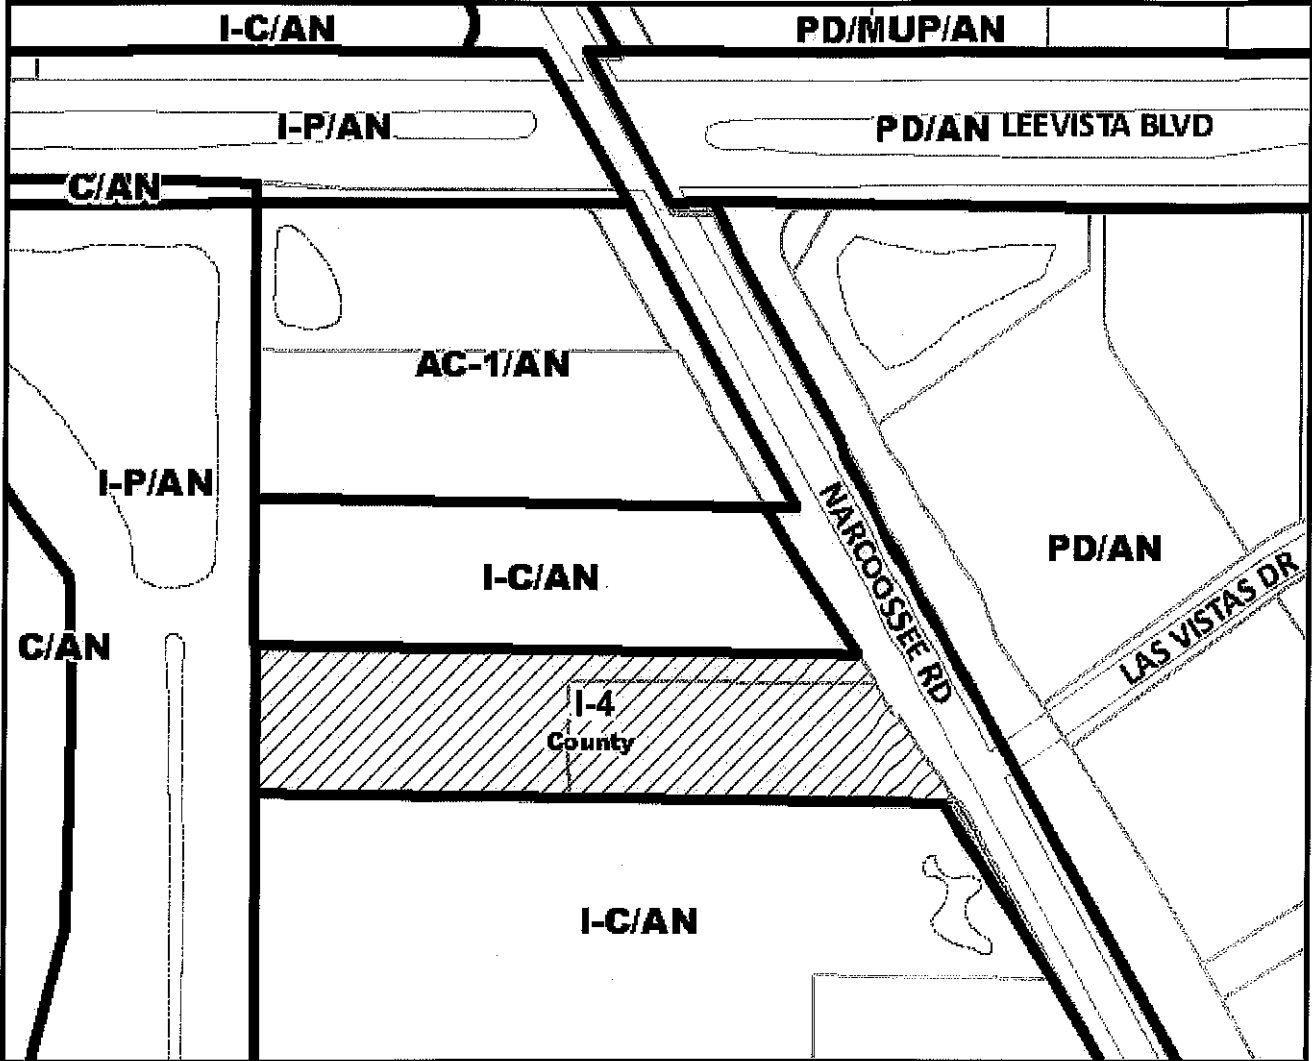 I-C/AN
PD/MUP/AN
I-P/AN
PD/AN
LEEVISTA BLVD
C/AN
AC-1/AN
I-P/AN
NARCOOSSEE RD
PD/AN
I-C/AN
LAS VISTAS DR
C/AN
I-4
County
I-C/AN